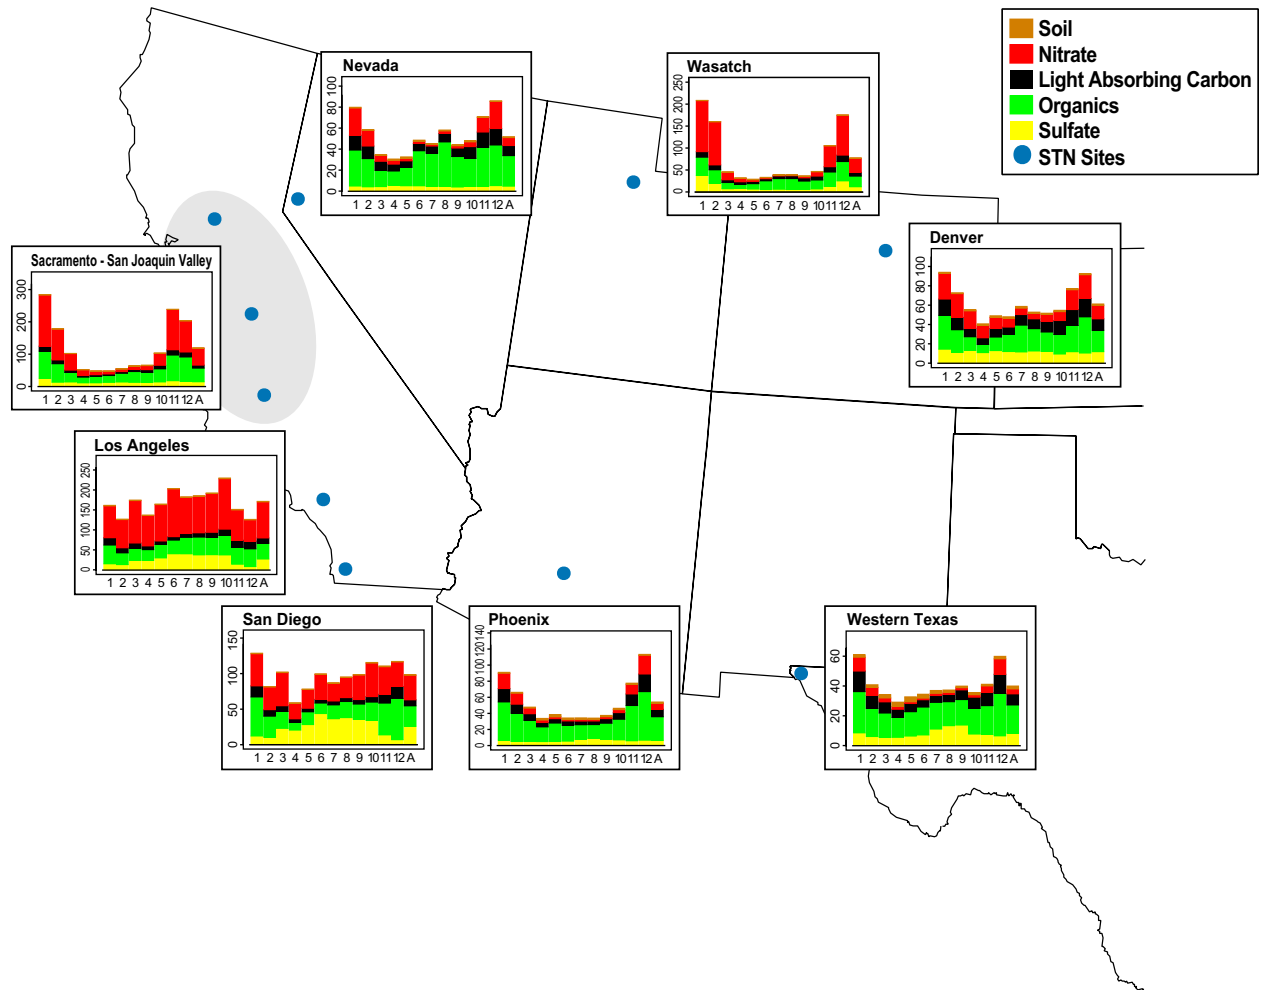 Soil
Nitrate
Light Absorbing Carbon
Organics
Sulfate
STN Sites
Nevada
0 20 40 60 80 100
1 2 3 4 5 6 7 8 9 10 11 12 A
Wasatch
0 50 100 150 200 250
1 2 3 4 5 6 7 8 9 10 11 12 A
Denver
0 20 40 60 80 100
1 2 3 4 5 6 7 8 9 10 11 12 A
Sacramento - San Joaquin Valley
0 100 200 300
1 2 3 4 5 6 7 8 9 10 11 12 A
Los Angeles
0 50 100 150 200 250
1 2 3 4 5 6 7 8 9 10 11 12 A
San Diego
0 50 100 150
1 2 3 4 5 6 7 8 9 10 11 12 A
Phoenix
0 20 40 60 80 100 120 140
1 2 3 4 5 6 7 8 9 10 11 12 A
Western Texas
0 20 40 60
1 2 3 4 5 6 7 8 9 10 11 12 A